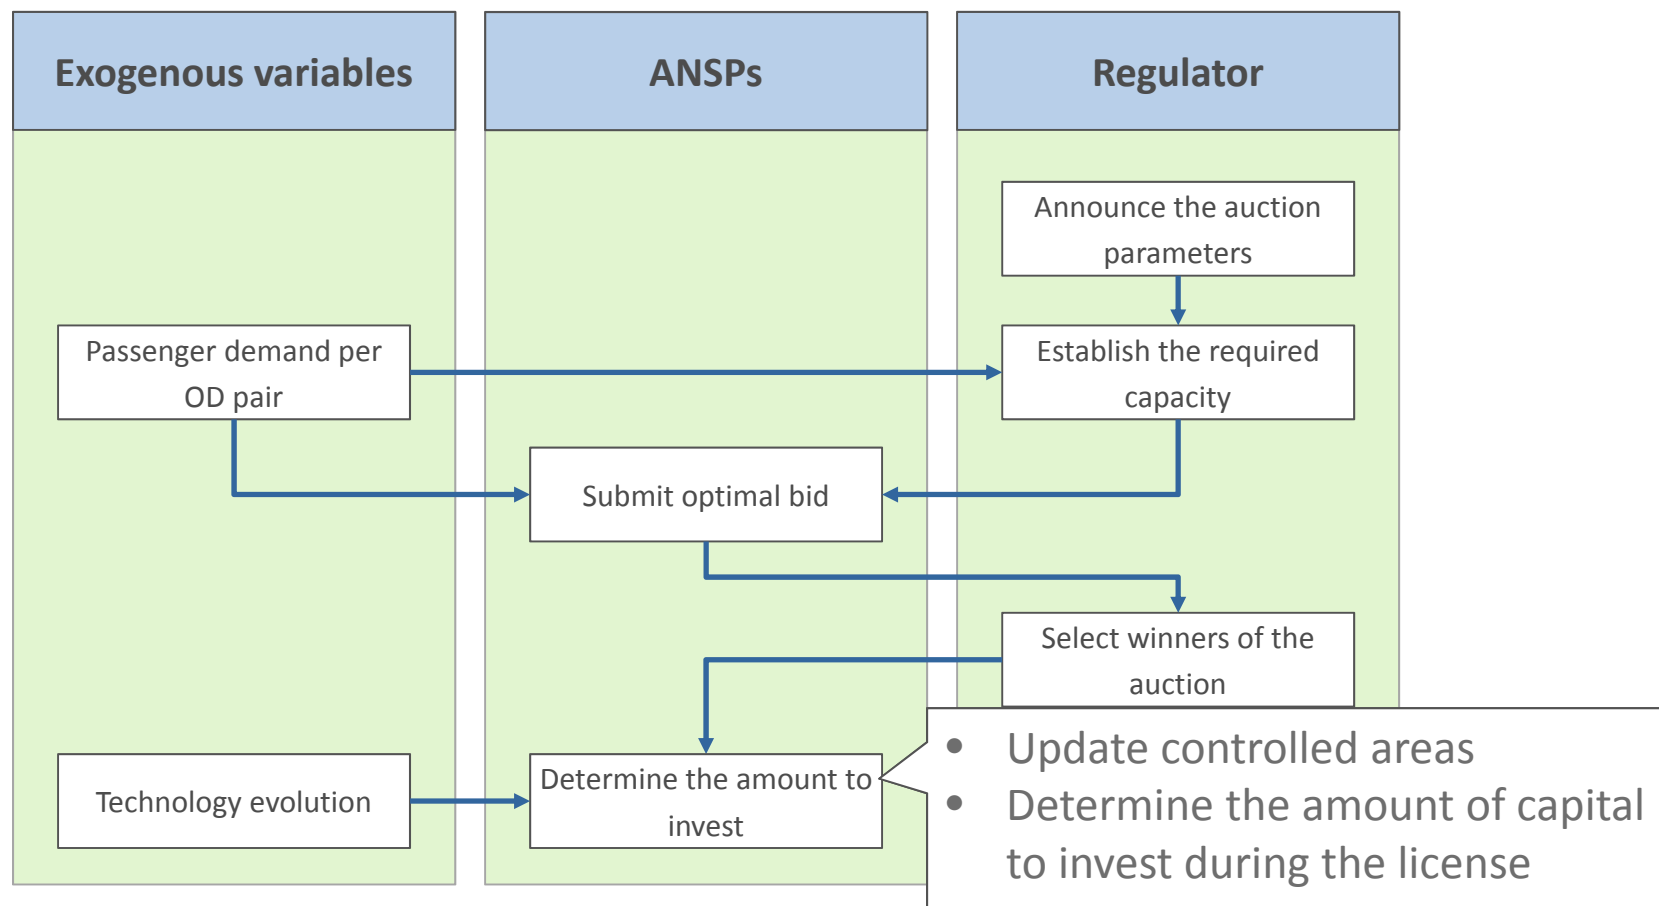 Exogenous variables
ANSPs
Regulator
Announce the auction
parameters
Passenger demand per
OD pair
Establish the required
capacity
Submit optimal bid
Select winners of the
auction
Technology evolution
Determine the amount to
invest
• Update controlled areas
• Determine the amount of capital
to invest during the license